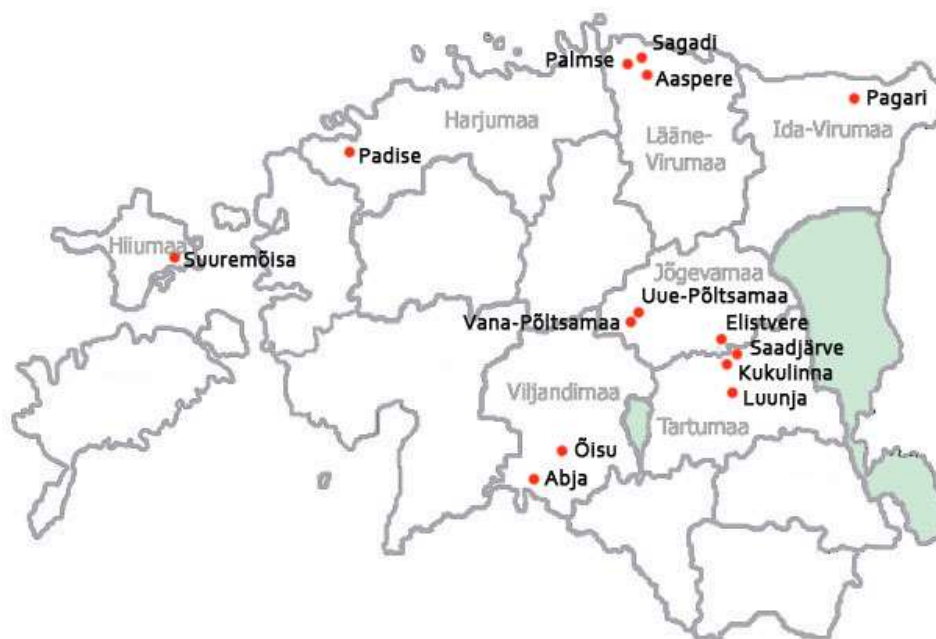 Sagadi
Palmse
Aaspere
Pagari
Harjumaa
Lääne-
Virumaa
Ida-Virumaa
Padise
Hiiumaa
Suuremõisa
Jõgevamaa
Uue-Põltsamaa
Vana-Põltsamaa
Elistvere
Saadjärve
Kukulinna
Viljandimaa
Luunja
Tartumaa
Õisu
Abja